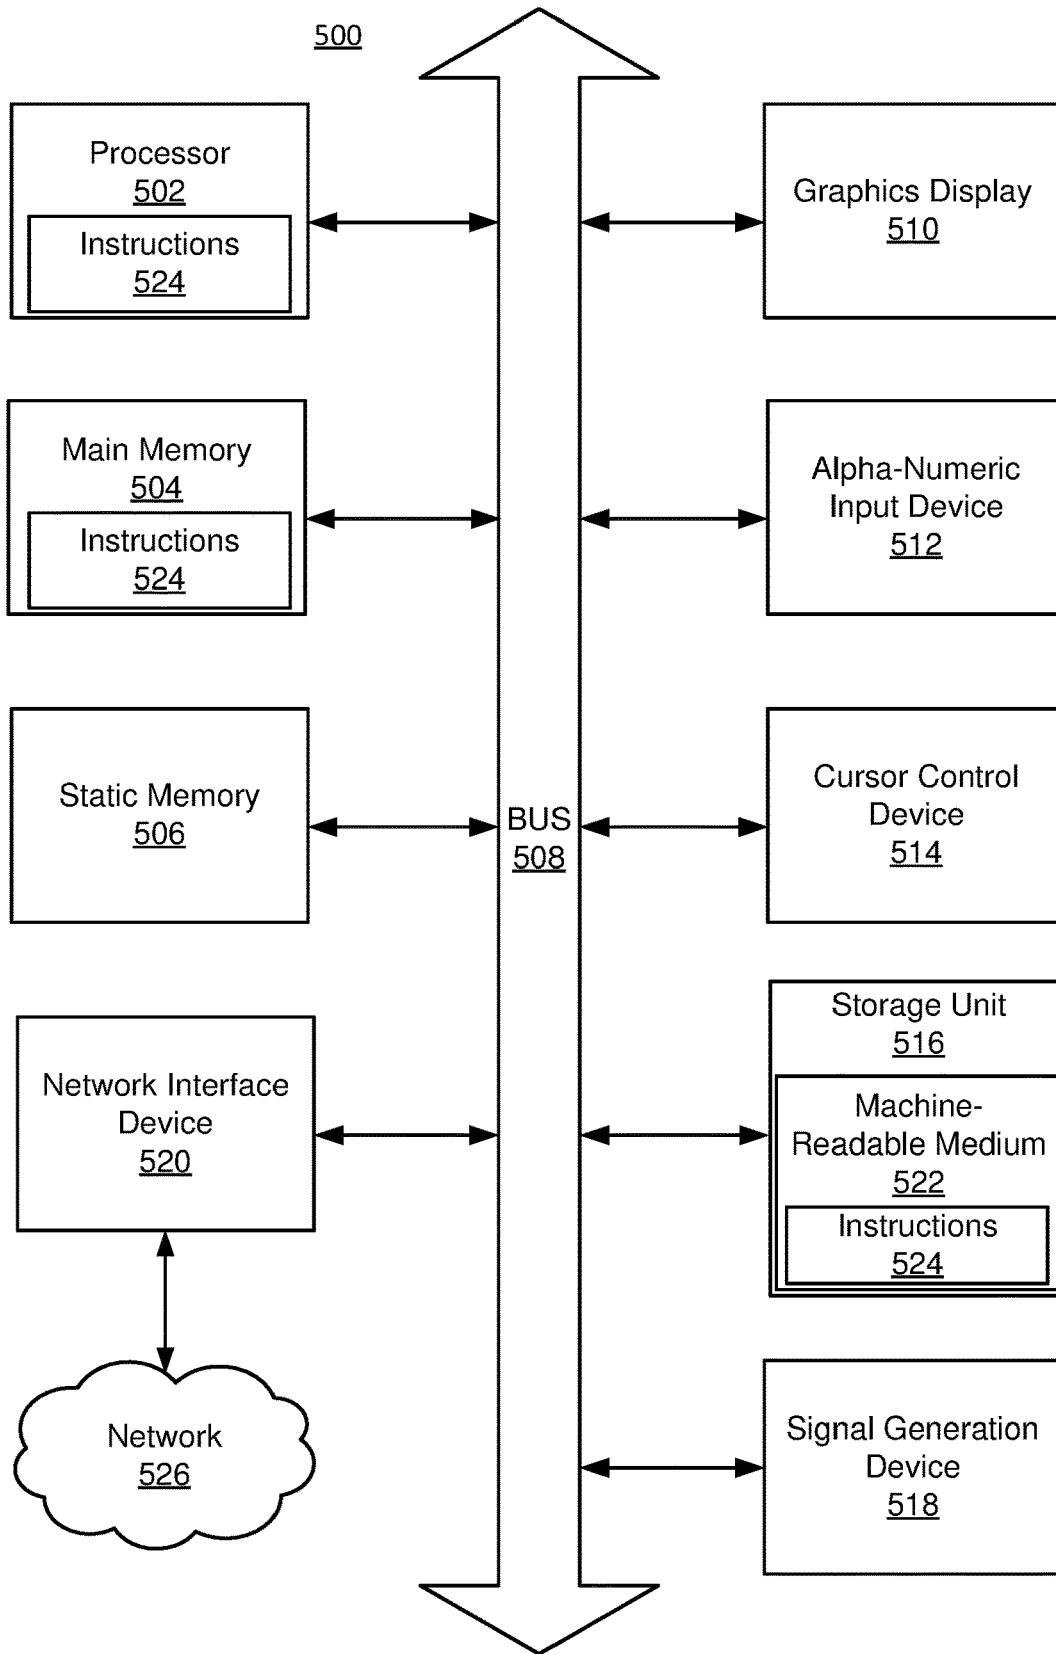 500
Processor
502
Instructions
524
Main Memory
504
Instructions
524
Static Memory
506
Network Interface
Device
520
Network
526
BUS
508
Graphics Display
510
Alpha-Numeric
Input Device
512
Cursor Control
Device
514
Storage Unit
516
Machine-
Readable Medium
522
Instructions
524
Signal Generation
Device
518